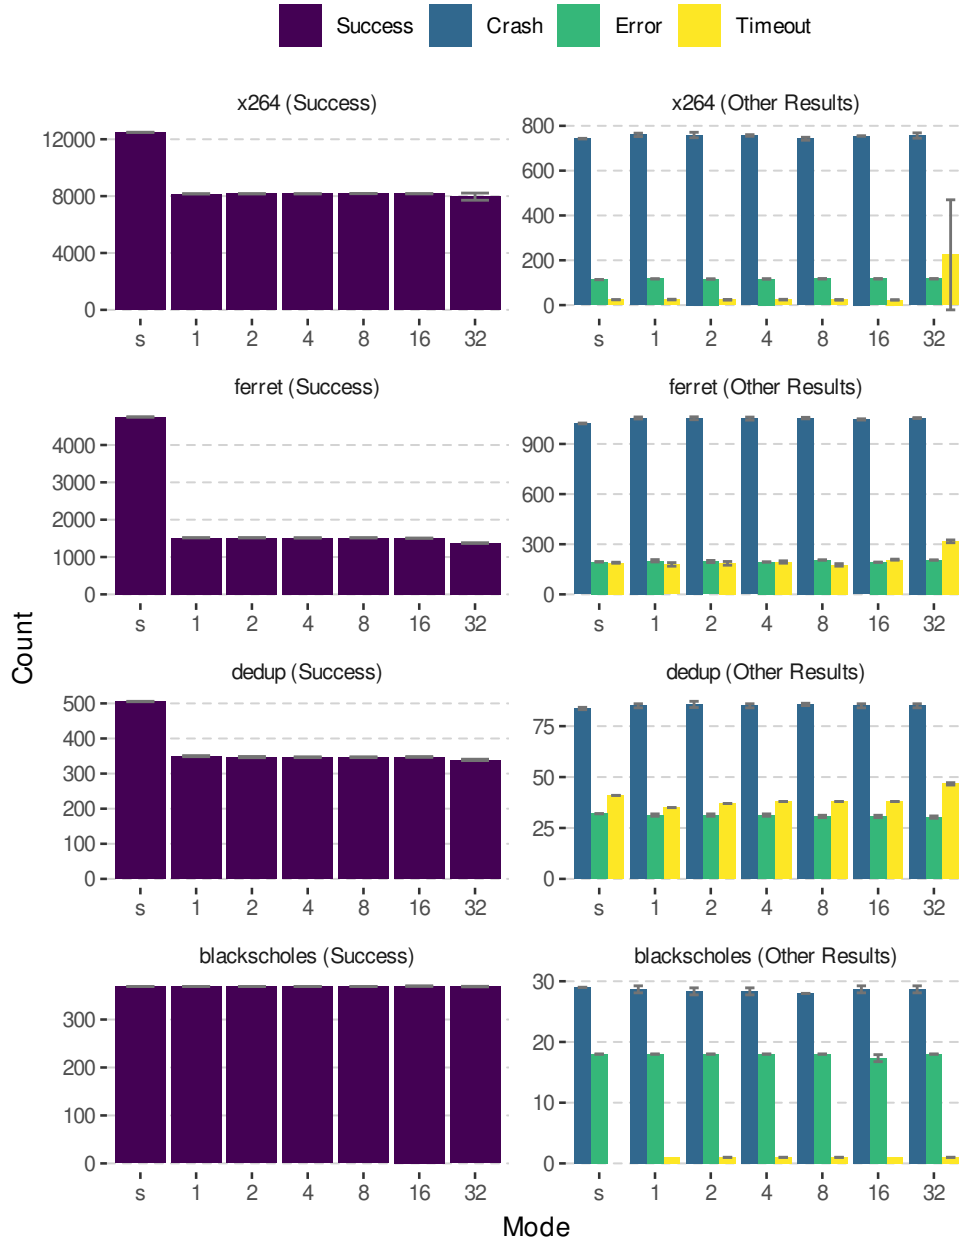 Success Crash Error Timeout
x264 (Success) x264 (Other Results)
12000
8000
4000
0
s 1 2 4 8 16 32
800
600
400
200
0
s 1 2 4 8 16 32
ferret (Success) ferret (Other Results)
4000
3000
2000
1000
0
s 1 2 4 8 16 32
900
600
300
0
s 1 2 4 8 16 32
Count
dedup (Success) dedup (Other Results)
500
400
300
200
100
0
s 1 2 4 8 16 32
75
50
25
0
s 1 2 4 8 16 32
blackscholes (Success) blackscholes (Other Results)
300
200
100
0
s 1 2 4 8 16 32
30
20
10
0
s 1 2 4 8 16 32
Mode